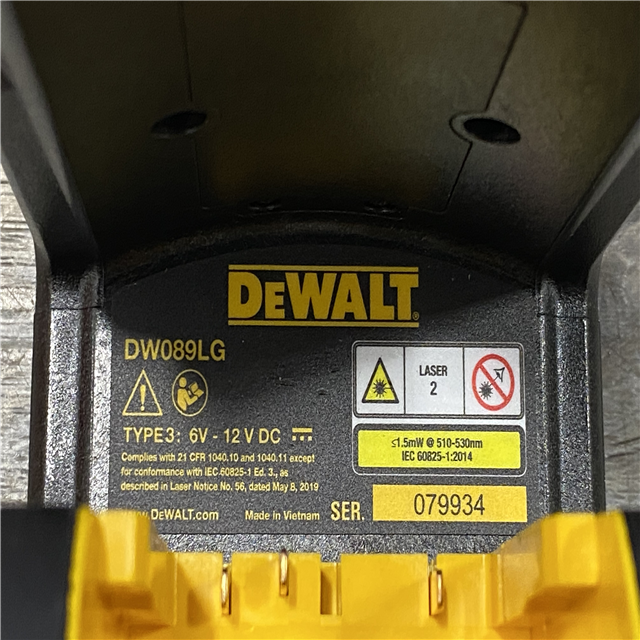 DEWALT
DW089LG
TYPE3: 6V - 12 V DC
Complies with 21 CFR 1040.10 and 1040.11 except
for conformance with IEC 60825-1 Ed. 3., as
described in Laser Notice No. 56, dated May 8, 2019
www.DEWALT.com Made in Vietnam
LASER
2
≤1.5mW @ 510-530nm
IEC 60825-1:2014
SER. 079934